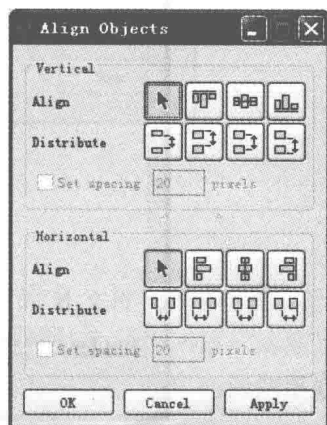 Align Objects
Vertical
Align
Distribute
Set spacing 20 pixels
Horizontal
Align
Distribute
Set spacing 20 pixels
OK Cancel Apply